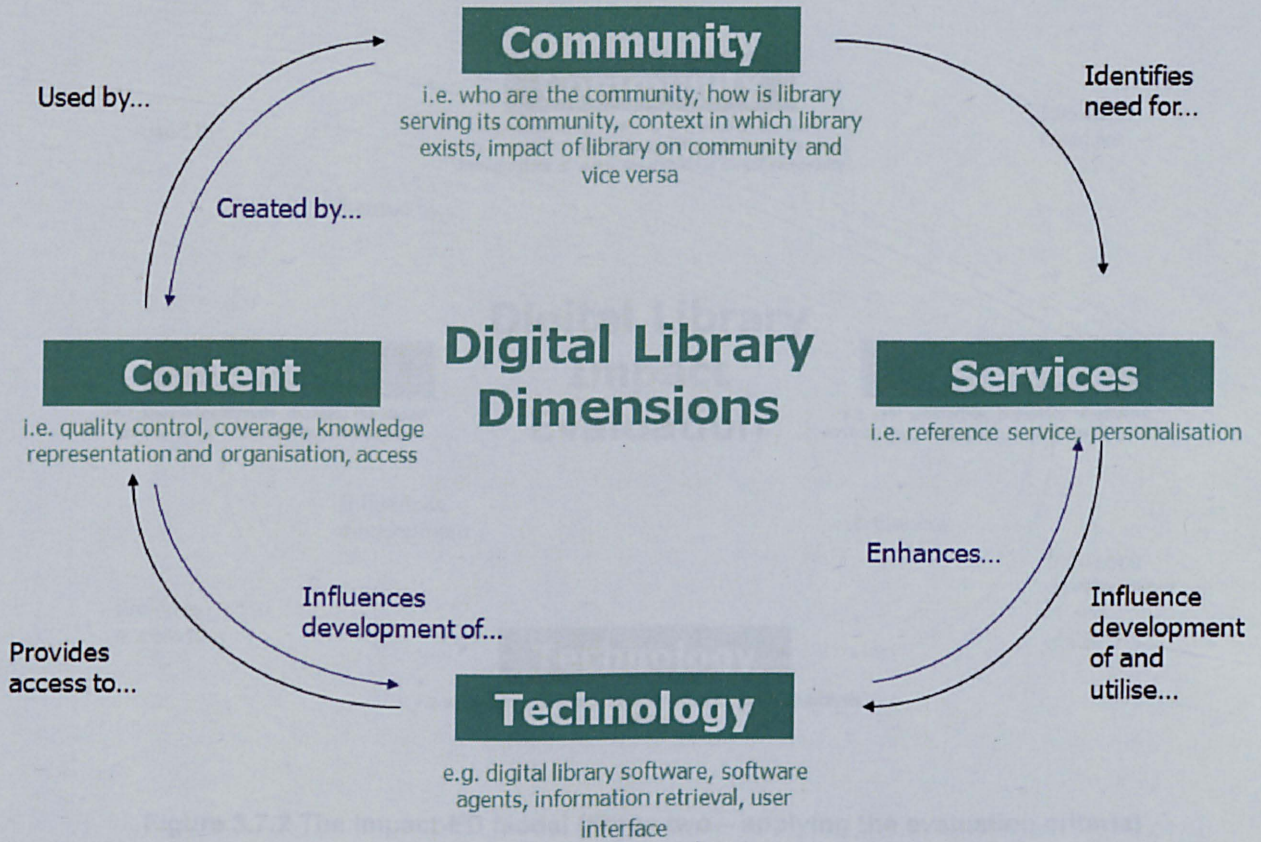 Community
i.e. who are the community, how is library
serving its community, context in which library
exists, impact of library on community and
vice versa
Used by...
Created by...
Identifies
need for...
Digital Library
Dimensions
Content
i.e. quality control, coverage, knowledge
representation and organisation, access
Services
i.e. reference service, personalisation
Enhances...
Influences
development of...
Influence
development
of and
utilise...
Provides
access to...
Technology
e.g. digital library software, software
agents, information retrieval, user
interface